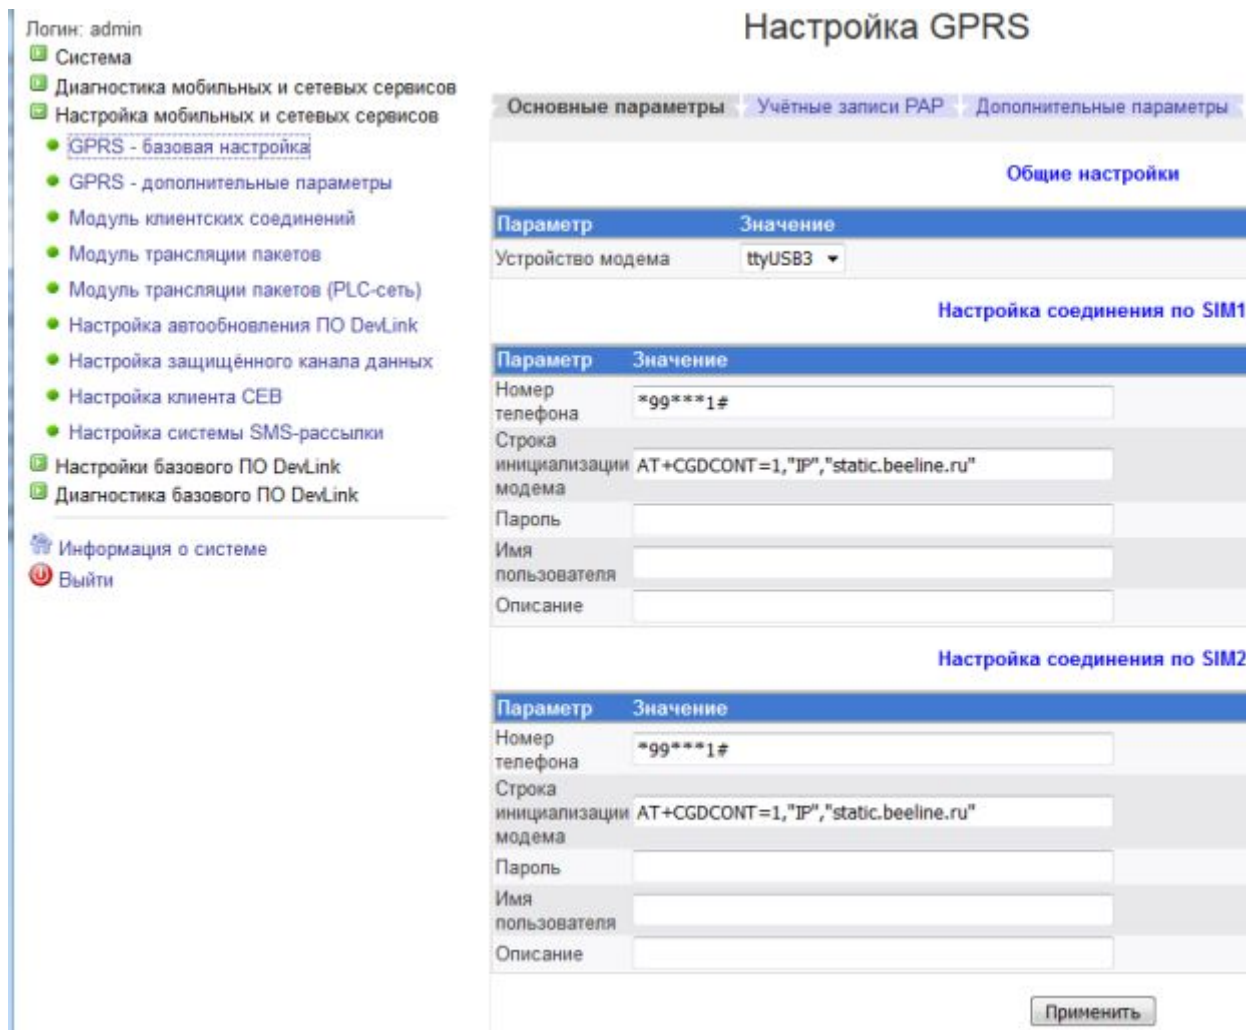 Логин: admin
Система
Диагностика мобильных и сетевых сервисов
Настройка мобильных и сетевых сервисов
GPRS - базовая настройка
GPRS - дополнительные параметры
Модуль клиентских соединений
Модуль трансляции пакетов
Модуль трансляции пакетов (PLC-сеть)
Настройка автообновления ПО DevLink
Настройка защищённого канала данных
Настройка клиента СЕВ
Настройка системы SMS-рассылки
Настройки базового ПО DevLink
Диагностика базового ПО DevLink
Информация о системе
Выйти
Настройка GPRS
Основные параметры Учётные записи PAP Дополнительные параметры
Общие настройки
Параметр Значение
Устройство модема ttyUSB3
Настройка соединения по SIM1
Параметр Значение
Номер
телефона
*99***1#
Строка
инициализации
модема
AT+CGDCONT=1,"IP","static.beeline.ru"
Пароль
Имя
пользователя
Описание
Настройка соединения по SIM2
Параметр Значение
Номер
телефона
*99***1#
Строка
инициализации
модема
AT+CGDCONT=1,"IP","static.beeline.ru"
Пароль
Имя
пользователя
Описание
Применить